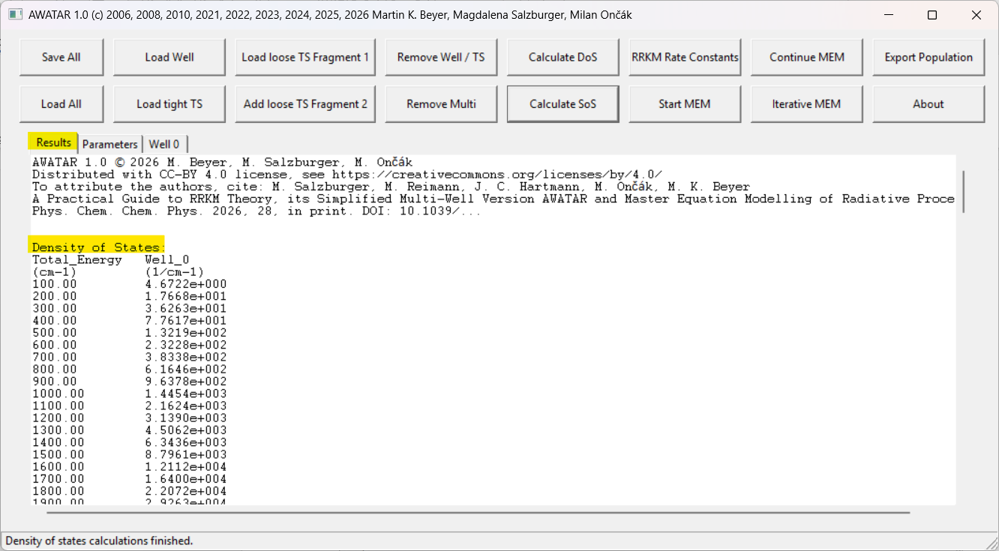 AWATAR 1.0 (c) 2006, 2008, 2010, 2021, 2022, 2023, 2024, 2025, 2026 Martin K. Beyer, Magdalena Salzburger, Milan Ončák
Save All Load Well Load loose TS Fragment 1 Remove Well / TS Calculate DoS RRKM Rate Constants Continue MEM Export Population
Load All Load tight TS Add loose TS Fragment 2 Remove Multi Calculate SoS Start MEM Iterative MEM About
Results Parameters Well 0
AWATAR 1.0 © 2026 M. Beyer, M. Salzburger, M. Ončák
Distributed with CC-BY 4.0 license, see https://creativecommons.org/licenses/by/4.0/
To attribute the authors, cite: M. Salzburger, M. Reimann, J. C. Hartmann, M. Ončák, M. K. Beyer
A Practical Guide to RRKM Theory, its Simplified Multi-Well Version AWATAR and Master Equation Modelling of Radiative Proce
Phys. Chem. Chem. Phys. 2026, 28, in print. DOI: 10.1039/...
Density of States:
Total_Energy Well_0
(cm-1) (1/cm-1)
100.00 4.6722e+000
200.00 1.7668e+001
300.00 3.6263e+001
400.00 7.7617e+001
500.00 1.3219e+002
600.00 2.3228e+002
700.00 3.8338e+002
800.00 6.1646e+002
900.00 9.6378e+002
1000.00 1.4454e+003
1100.00 2.1624e+003
1200.00 3.1390e+003
1300.00 4.5062e+003
1400.00 6.3436e+003
1500.00 8.7961e+003
1600.00 1.2112e+004
1700.00 1.6400e+004
1800.00 2.2072e+004
1900.00 2.9263e+004
Density of states calculations finished.